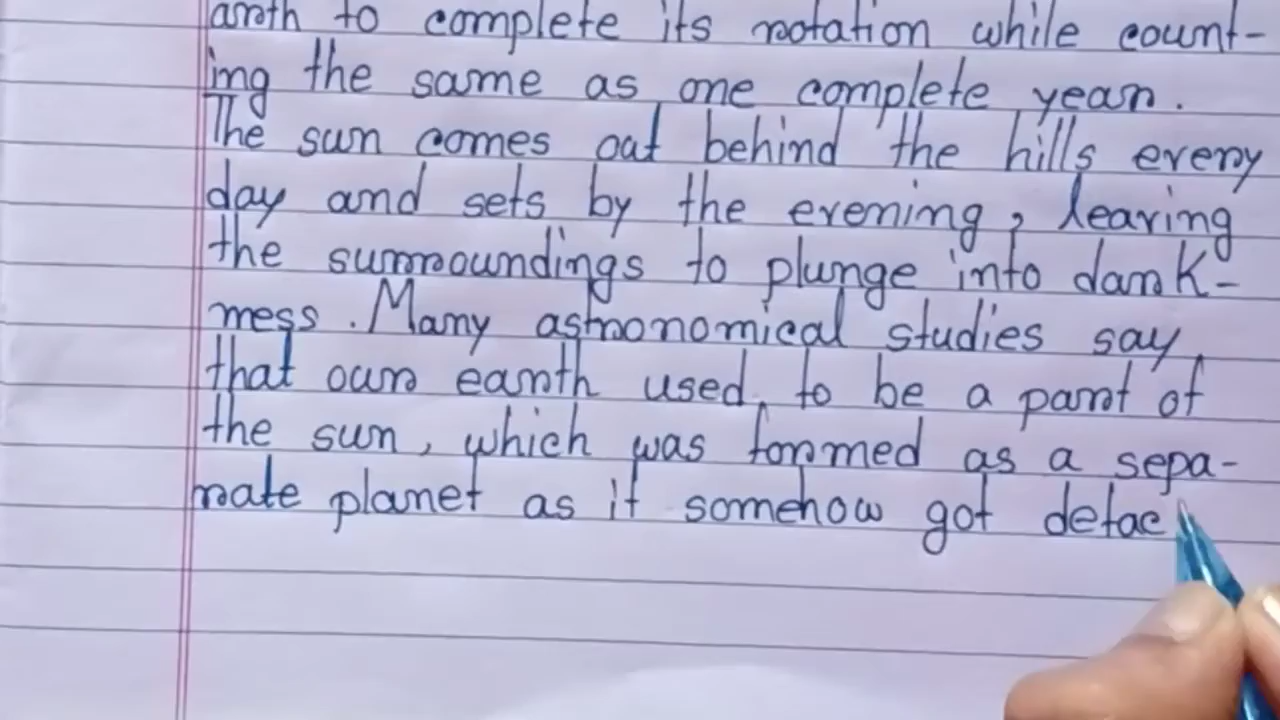 arth to complete its rotation while count-
ing the same as one complete year.
The sun comes out behind the hills every
day and sets by the evening, leaving
the surroundings to plunge into dark-
ness. Many astronomical studies say
that our earth used to be a part of
the sun, which was formed as a sepa-
rate planet as it somehow got detac